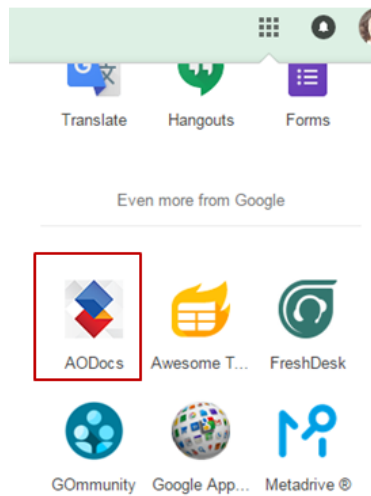 Translate Hangouts Forms
Even more from Google
AODocs Awesome T... FreshDesk
GOmmunity Google App... Metadrive ®